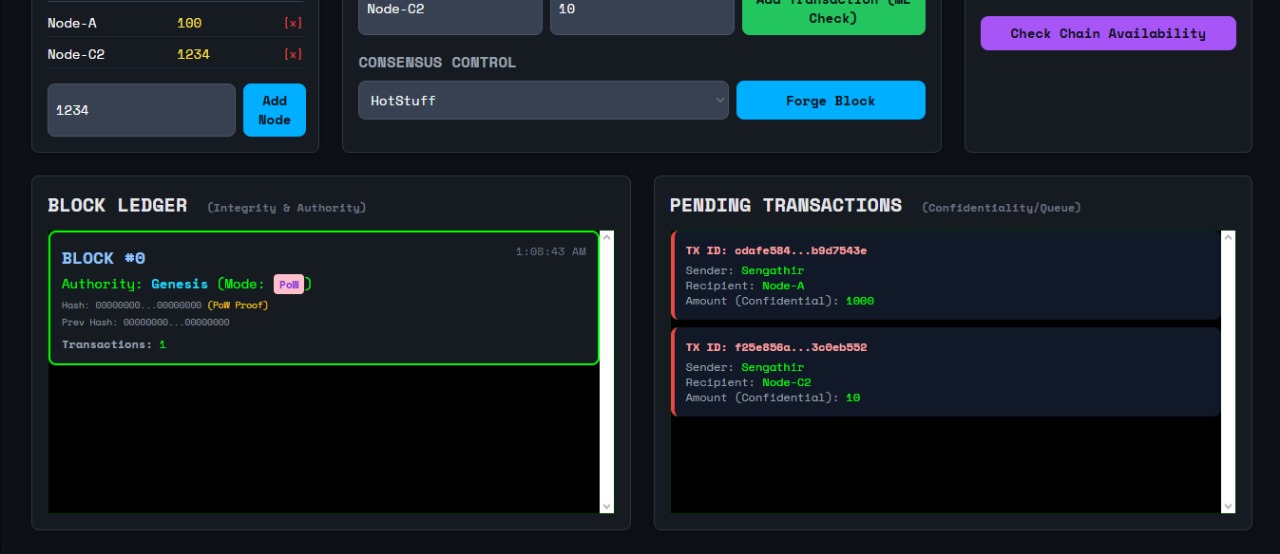 Node-A 100 [x]
Node-C2 1234 [x]
1234
Add
Node
Node-C2
10
Add Transaction (ML
Check)
CONSENSUS CONTROL
HotStuff
Forge Block
Check Chain Availability
BLOCK LEDGER (Integrity & Authority)
BLOCK #0
1:08:43 AM
Authority: Genesis (Mode: PoW)
Hash: 00000000...00000000 (PoW Proof)
Prev Hash: 00000000...00000000
Transactions: 1
PENDING TRANSACTIONS (Confidentiality/Queue)
TX ID: cdafe584...b9d7543e
Sender: Sengathir
Recipient: Node-A
Amount (Confidential): 1000
TX ID: f25e856a...3c0eb552
Sender: Sengathir
Recipient: Node-C2
Amount (Confidential): 10